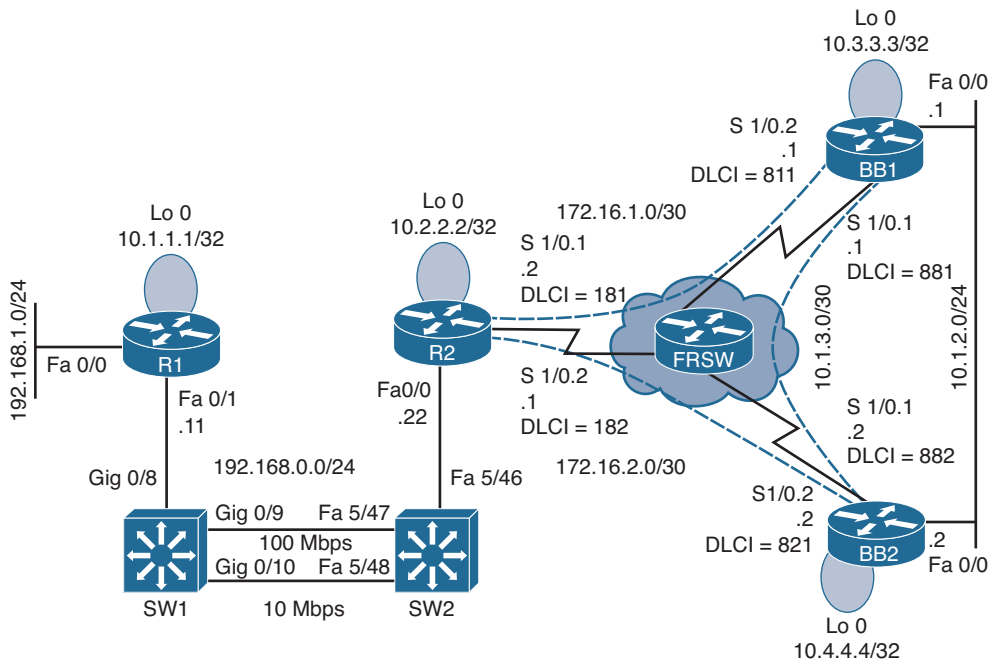 Lo 0
10.3.3.3/32
Fa 0/0
.1
S 1/0.2
.1
DLCI = 811
BB1
Lo 0
10.1.1.1/32
Lo 0
10.2.2.2/32
172.16.1.0/30
S 1/0.1
.2
DLCI = 181
S 1/0.1
.1
DLCI = 881
192.168.1.0/24
Fa 0/0
R1
R2
FRSW
10.1.3.0/30
10.1.2.0/24
Fa 0/1
.11
Fa0/0
.22
S 1/0.2
.1
DLCI = 182
S 1/0.1
.2
DLCI = 882
Gig 0/8
192.168.0.0/24
Fa 5/46
172.16.2.0/30
S1/0.2
.2
DLCI = 821
BB2
.2
Fa 0/0
Gig 0/9
Fa 5/47
100 Mbps
Gig 0/10
Fa 5/48
10 Mbps
SW1
SW2
Lo 0
10.4.4.4/32